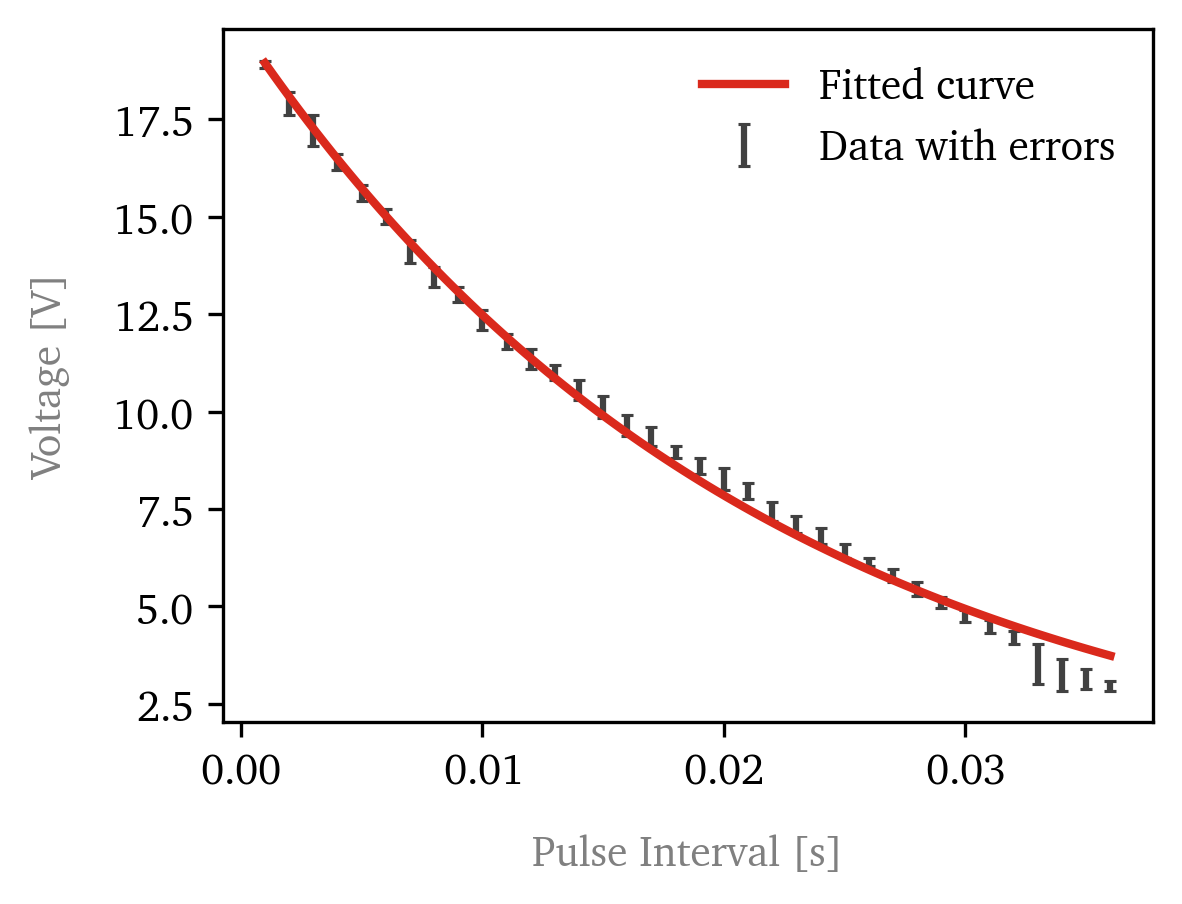 Fitted curve
Data with errors
17.5
15.0
12.5
10.0
7.5
5.0
2.5
Voltage [V]
0.00 0.01 0.02 0.03
Pulse Interval [s]